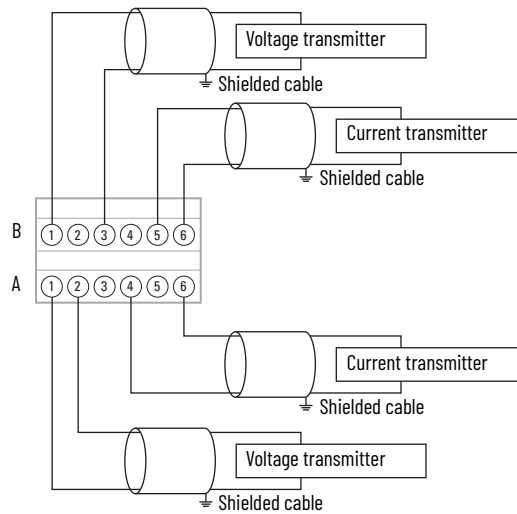 Voltage transmitter
Shielded cable
Current transmitter
Shielded cable
B 1 2 3 4 5 6
A 1 2 3 4 5 6
Current transmitter
Shielded cable
Voltage transmitter
Shielded cable